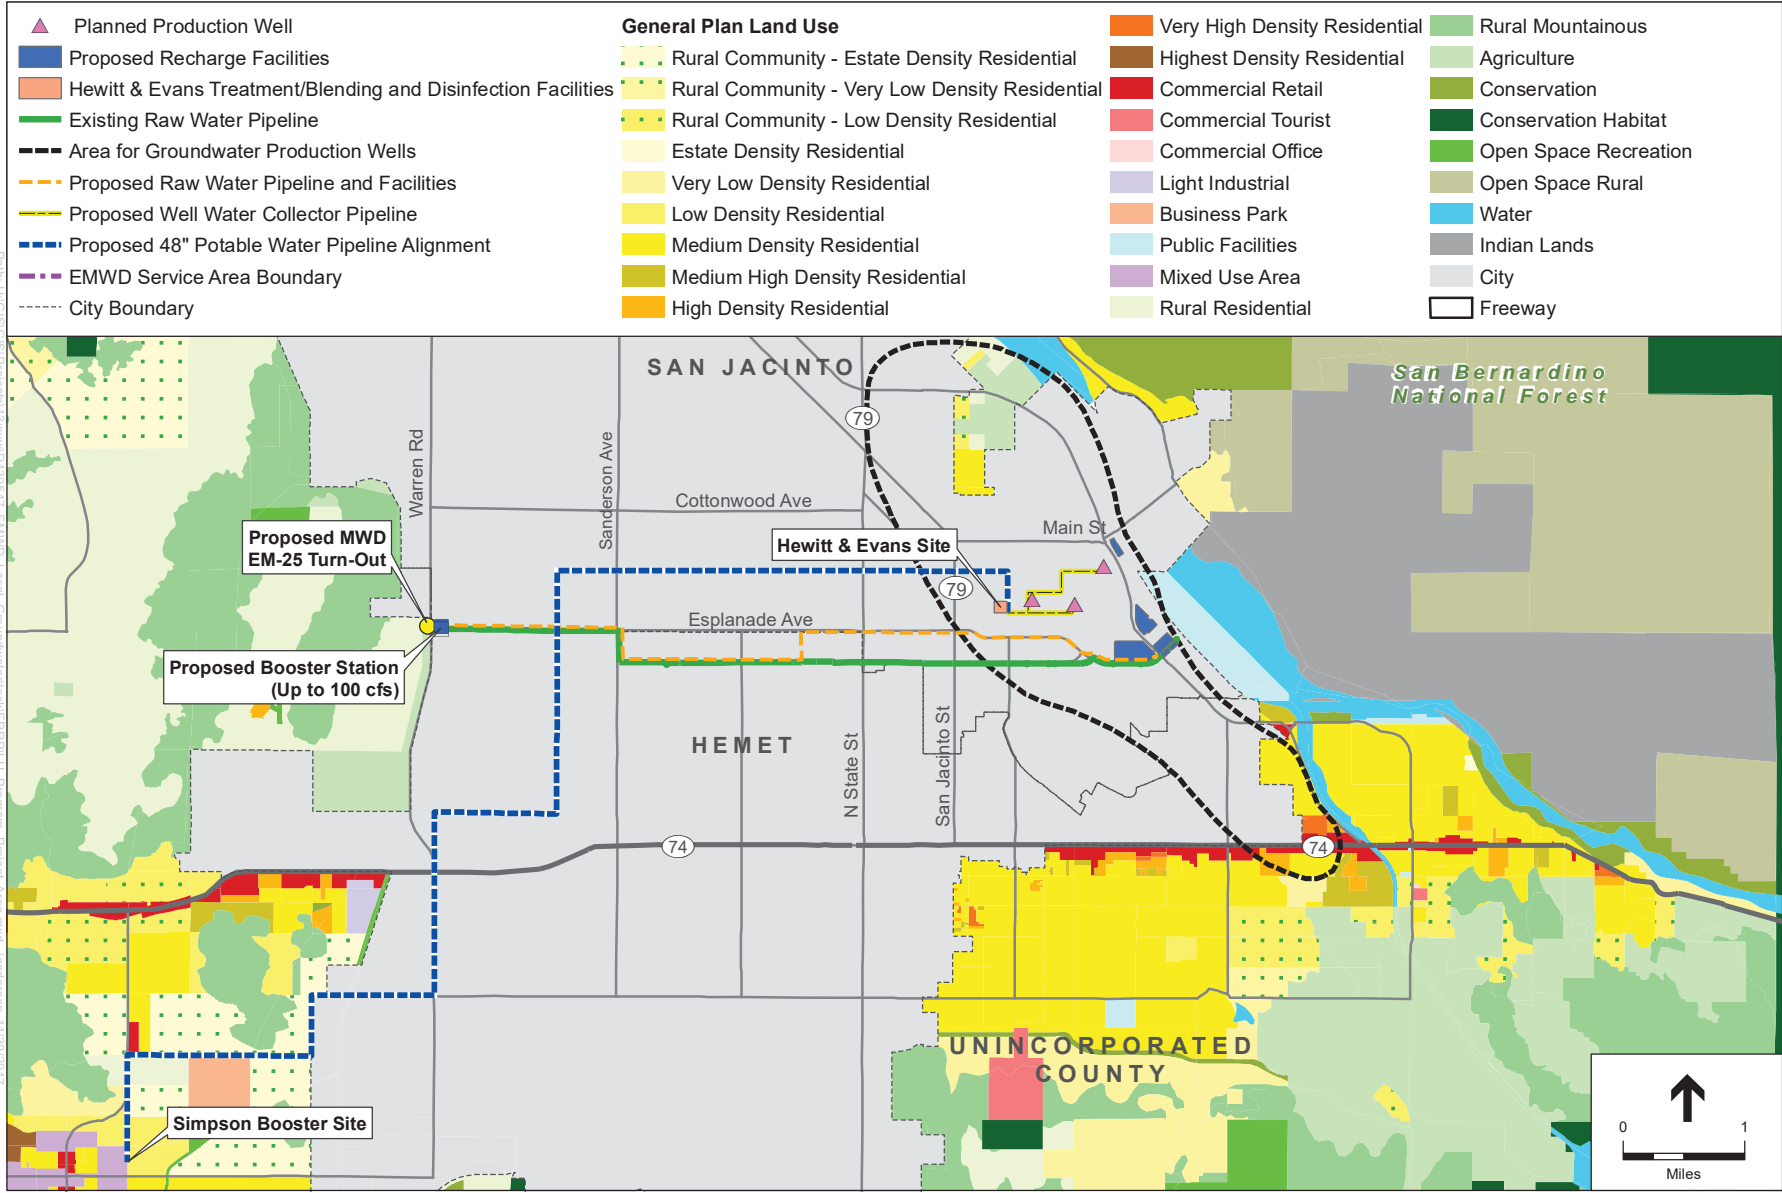 Planned Production Well
Proposed Recharge Facilities
Hewitt & Evans Treatment/Blending and Disinfection Facilities
Existing Raw Water Pipeline
Area for Groundwater Production Wells
Proposed Raw Water Pipeline and Facilities
Proposed Well Water Collector Pipeline
Proposed 48" Potable Water Pipeline Alignment
EMWD Service Area Boundary
City Boundary
General Plan Land Use
Rural Community - Estate Density Residential
Rural Community - Very Low Density Residential
Rural Community - Low Density Residential
Estate Density Residential
Very Low Density Residential
Low Density Residential
Medium Density Residential
Medium High Density Residential
High Density Residential
Very High Density Residential
Highest Density Residential
Commercial Retail
Commercial Tourist
Commercial Office
Light Industrial
Business Park
Public Facilities
Mixed Use Area
Rural Residential
Rural Mountainous
Agriculture
Conservation
Conservation Habitat
Open Space Recreation
Open Space Rural
Water
Indian Lands
City
Freeway
SAN JACINTO
San Bernardino
National Forest
79
Warren Rd
Sanderson Ave
Cottonwood Ave
Main St
Proposed MWD
EM-25 Turn-Out
Hewitt & Evans Site
79
Esplanade Ave
Proposed Booster Station
(Up to 100 cfs)
HEMET
N State St
San Jacinto St
74
74
UNINCORPORATED
COUNTY
Simpson Booster Site
0
1
Miles